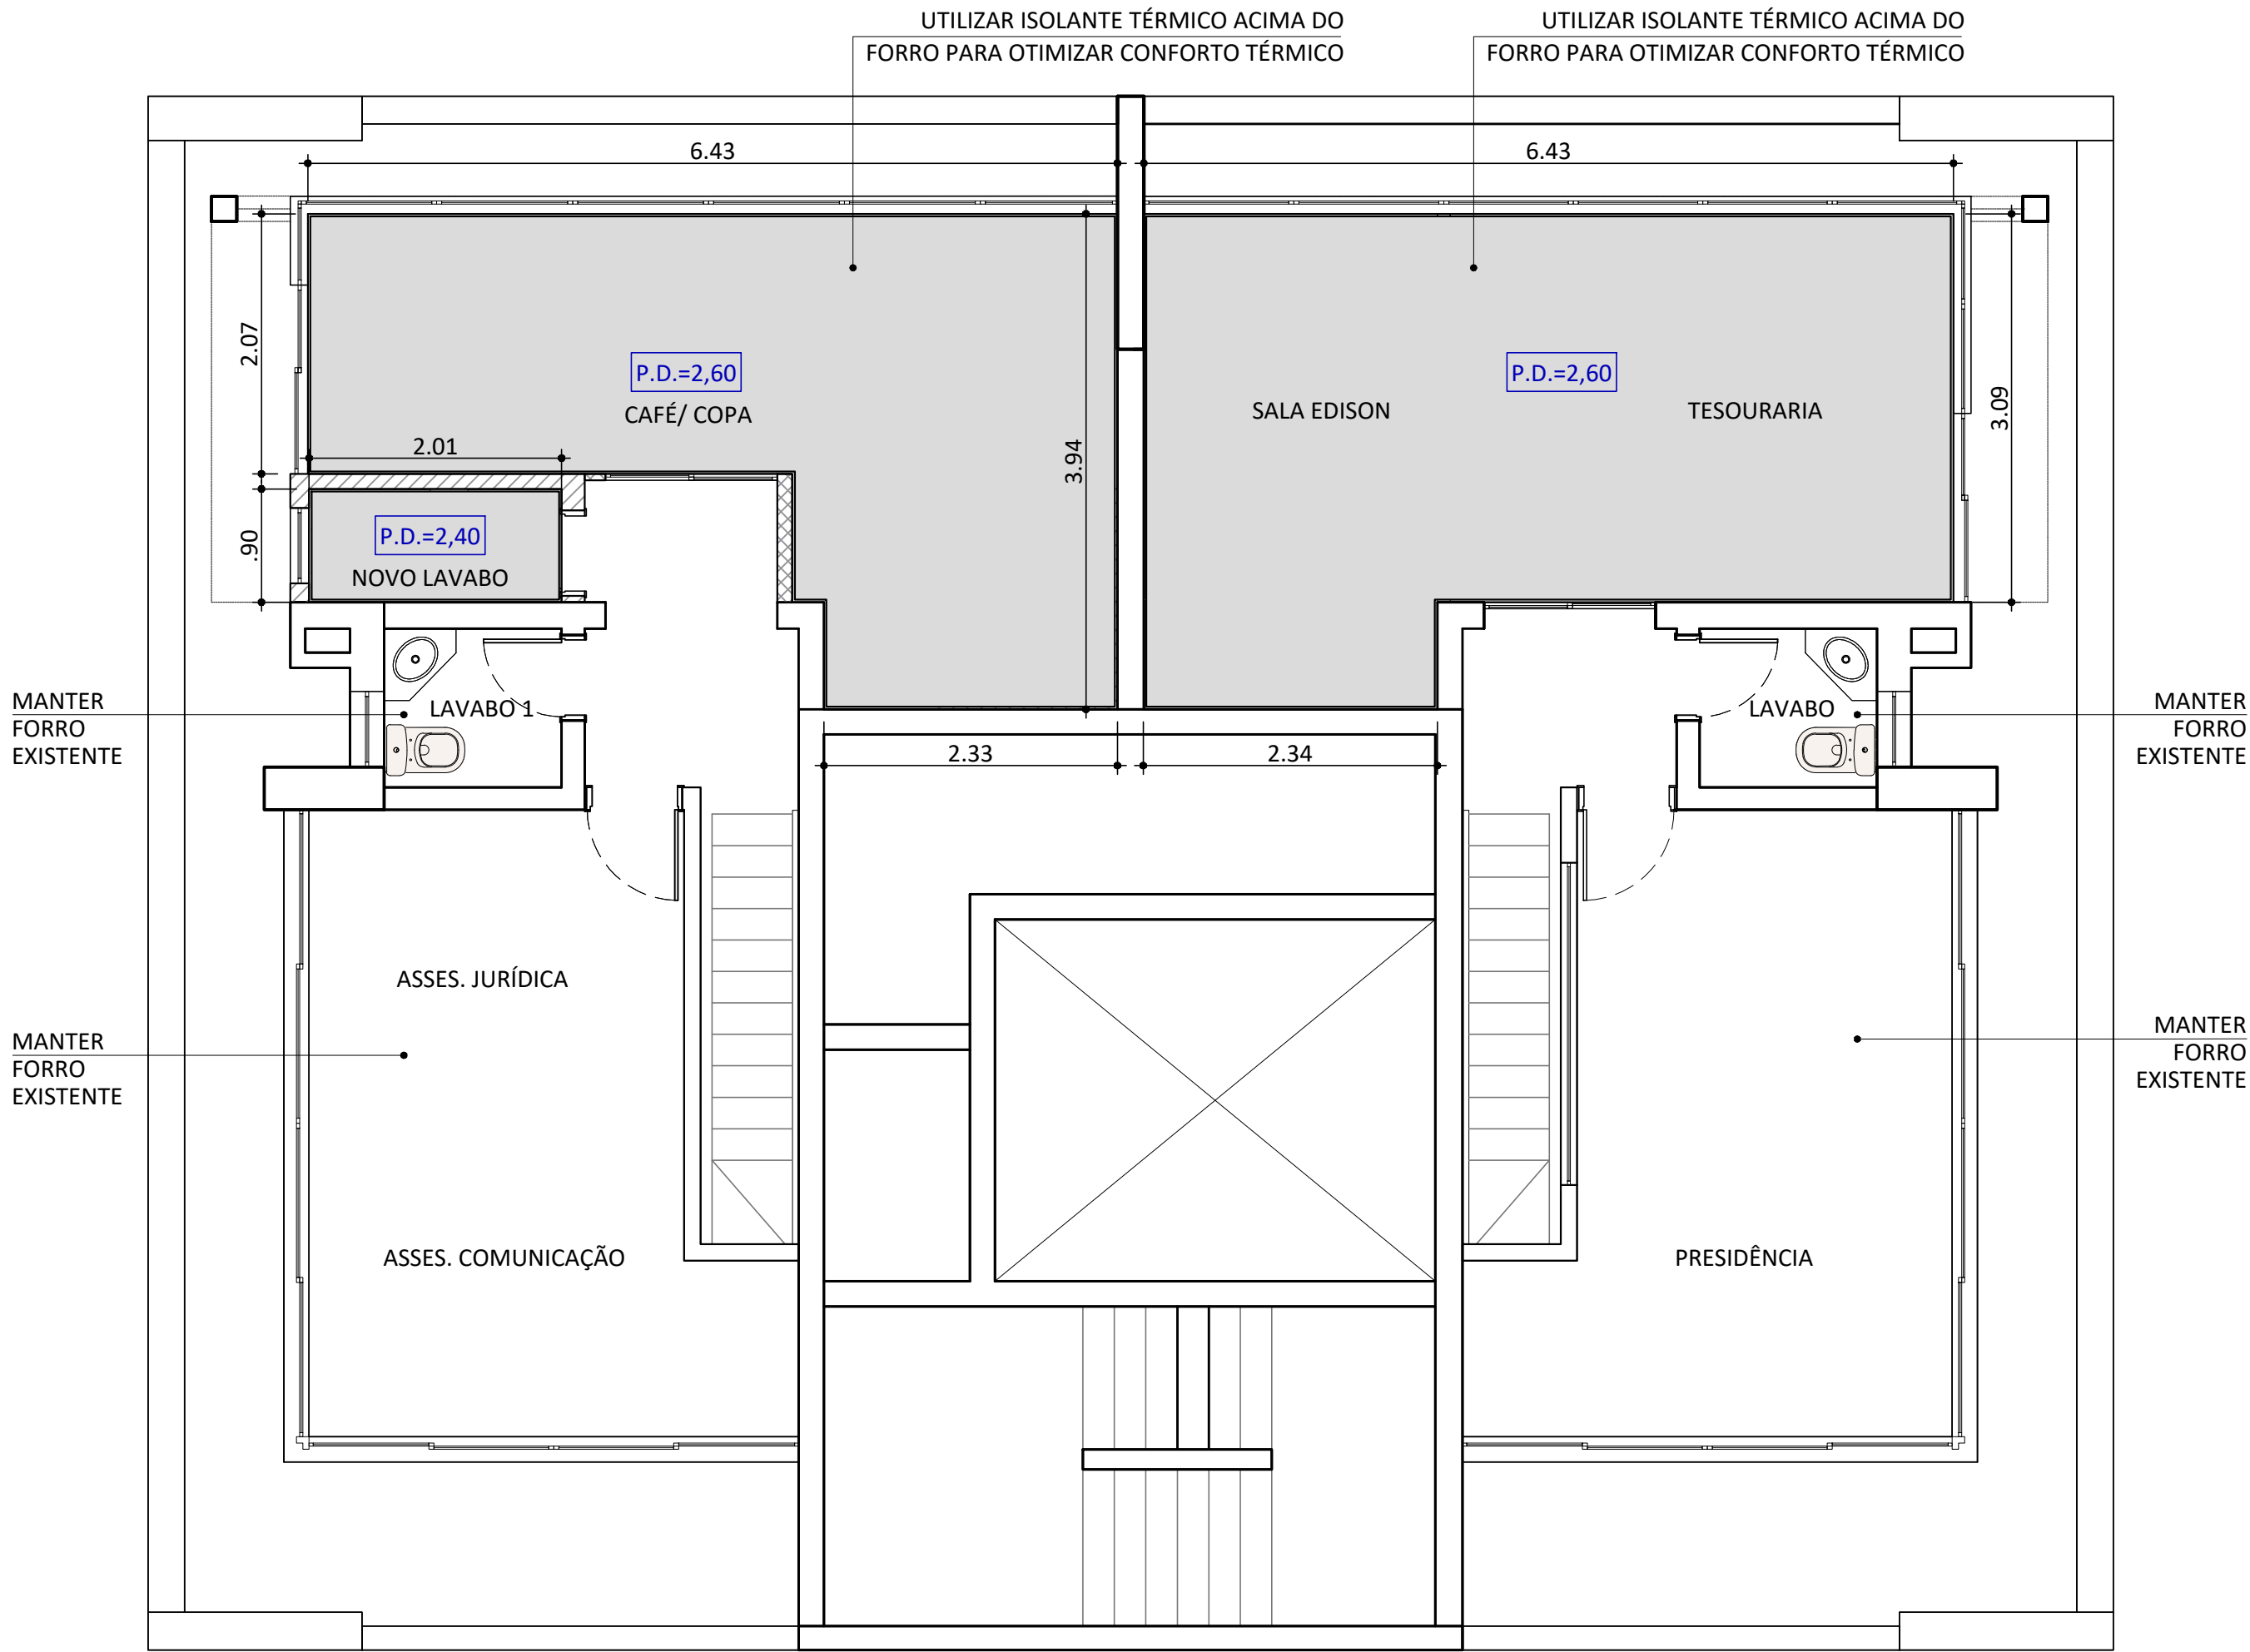 UTILIZAR ISOLANTE TÉRMICO ACIMA DO
FORRO PARA OTIMIZAR CONFORTO TÉRMICO
UTILIZAR ISOLANTE TÉRMICO ACIMA DO
FORRO PARA OTIMIZAR CONFORTO TÉRMICO
6.43
6.43
2.07
P.D.=2,60
CAFÉ/ COPA
P.D.=2,60
SALA EDISON
TESOURARIA
3.09
2.01
3.94
.90
P.D.=2,40
NOVO LAVABO
MANTER
FORRO
EXISTENTE
LAVABO 1
LAVABO
MANTER
FORRO
EXISTENTE
2.33
2.34
ASSES. JURÍDICA
MANTER
FORRO
EXISTENTE
MANTER
FORRO
EXISTENTE
ASSES. COMUNICAÇÃO
PRESIDÊNCIA